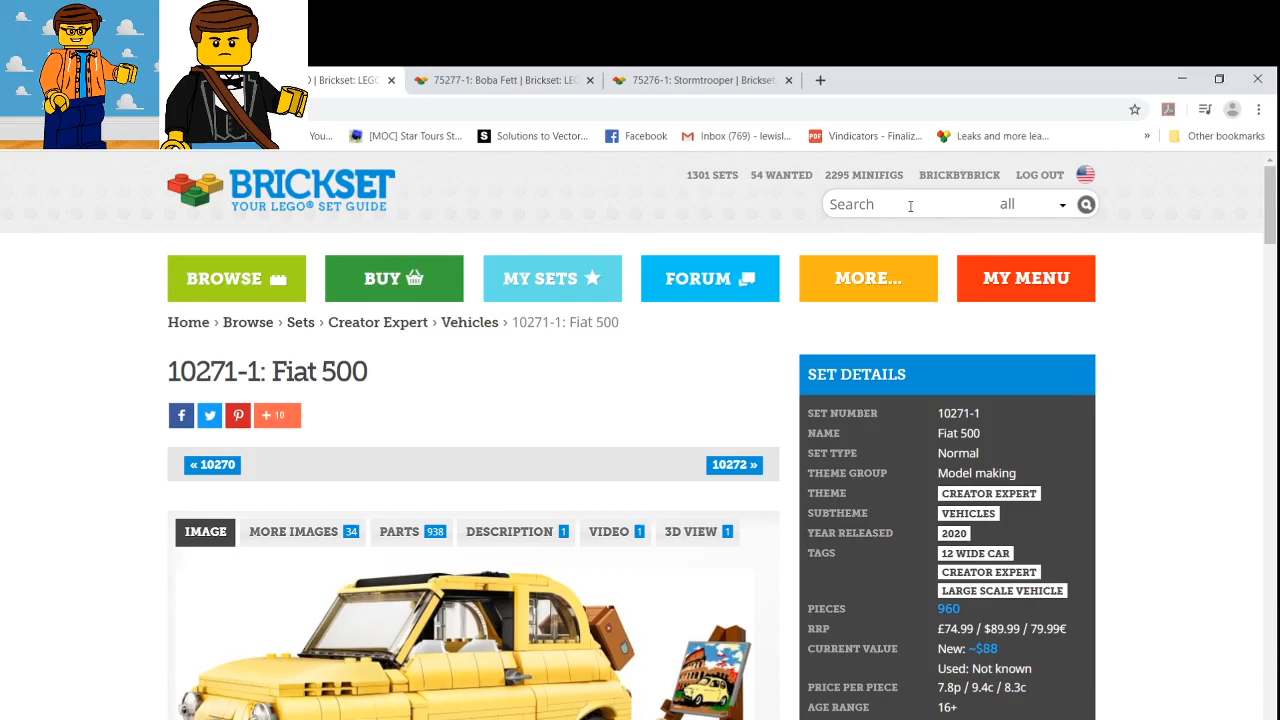 ) | Brickset: LEGO × 75277-1: Boba Fett | Brickset: LEG × 75276-1: Stormtrooper | Brickset × +
You... [MOC] Star Tours St... Solutions to Vector... Facebook Inbox (769) - lewisl... Vindicators - Finaliz... Leaks and more lea... » Other bookmarks
1301 SETS 54 WANTED 2295 MINIFIGS BRICKBYBRICK LOG OUT
BRICKSET
YOUR LEGO® SET GUIDE
Search all
BROWSE BUY MY SETS FORUM MORE... MY MENU
Home › Browse › Sets › Creator Expert › Vehicles › 10271-1: Fiat 500
10271-1: Fiat 500
+ 10
« 10270 10272 »
IMAGE MORE IMAGES 34 PARTS 938 DESCRIPTION 1 VIDEO 1 3D VIEW 1
SET DETAILS
SET NUMBER 10271-1
NAME Fiat 500
SET TYPE Normal
THEME GROUP Model making
THEME CREATOR EXPERT
SUBTHEME VEHICLES
YEAR RELEASED 2020
TAGS 12 WIDE CAR
CREATOR EXPERT
LARGE SCALE VEHICLE
PIECES 960
RRP £74.99 / $89.99 / 79.99€
CURRENT VALUE New: ~$88
Used: Not known
PRICE PER PIECE 7.8p / 9.4c / 8.3c
AGE RANGE 16+